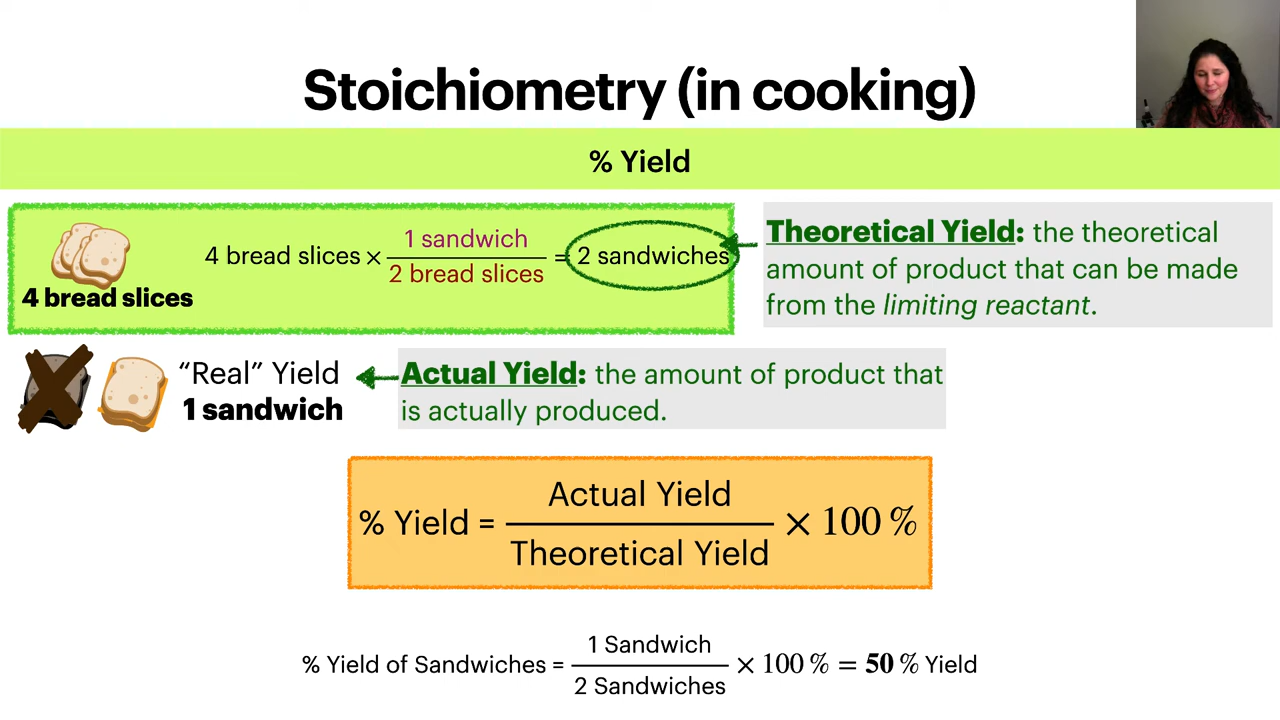 Stoichiometry (in cooking)
% Yield
4 bread slices
4 bread slices × 1 sandwich / 2 bread slices = 2 sandwiches
Theoretical Yield: the theoretical
amount of product that can be made
from the limiting reactant.
“Real” Yield
1 sandwich
Actual Yield: the amount of product that
is actually produced.
% Yield = Actual Yield / Theoretical Yield × 100 %
% Yield of Sandwiches = 1 Sandwich / 2 Sandwiches × 100 % = 50 % Yield